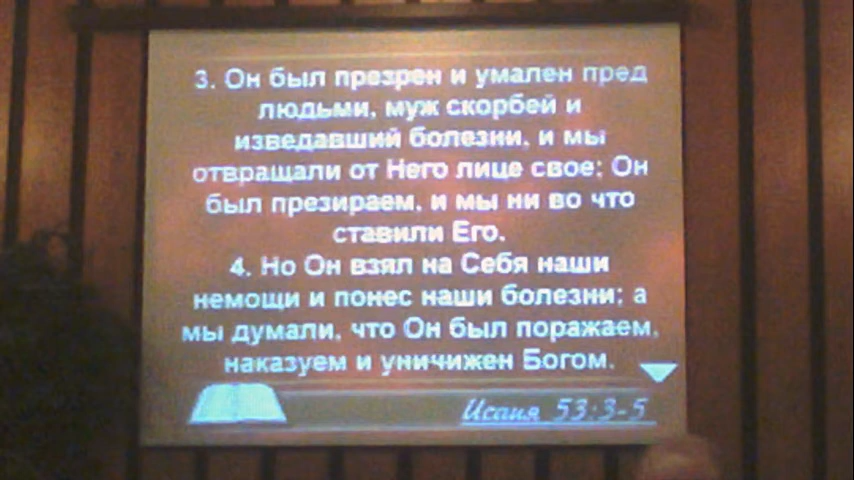 3. Он был презрен и умален пред
людьми, муж скорбей и
изведавший болезни, и мы
отвращали от Него лице свое; Он
был презираем, и мы ни во что
ставили Его.
4. Но Он взял на Себя наши
немощи и понес наши болезни; а
мы думали, что Он был поражаем,
наказуем и уничижен Богом.
Исаия 53:3-5